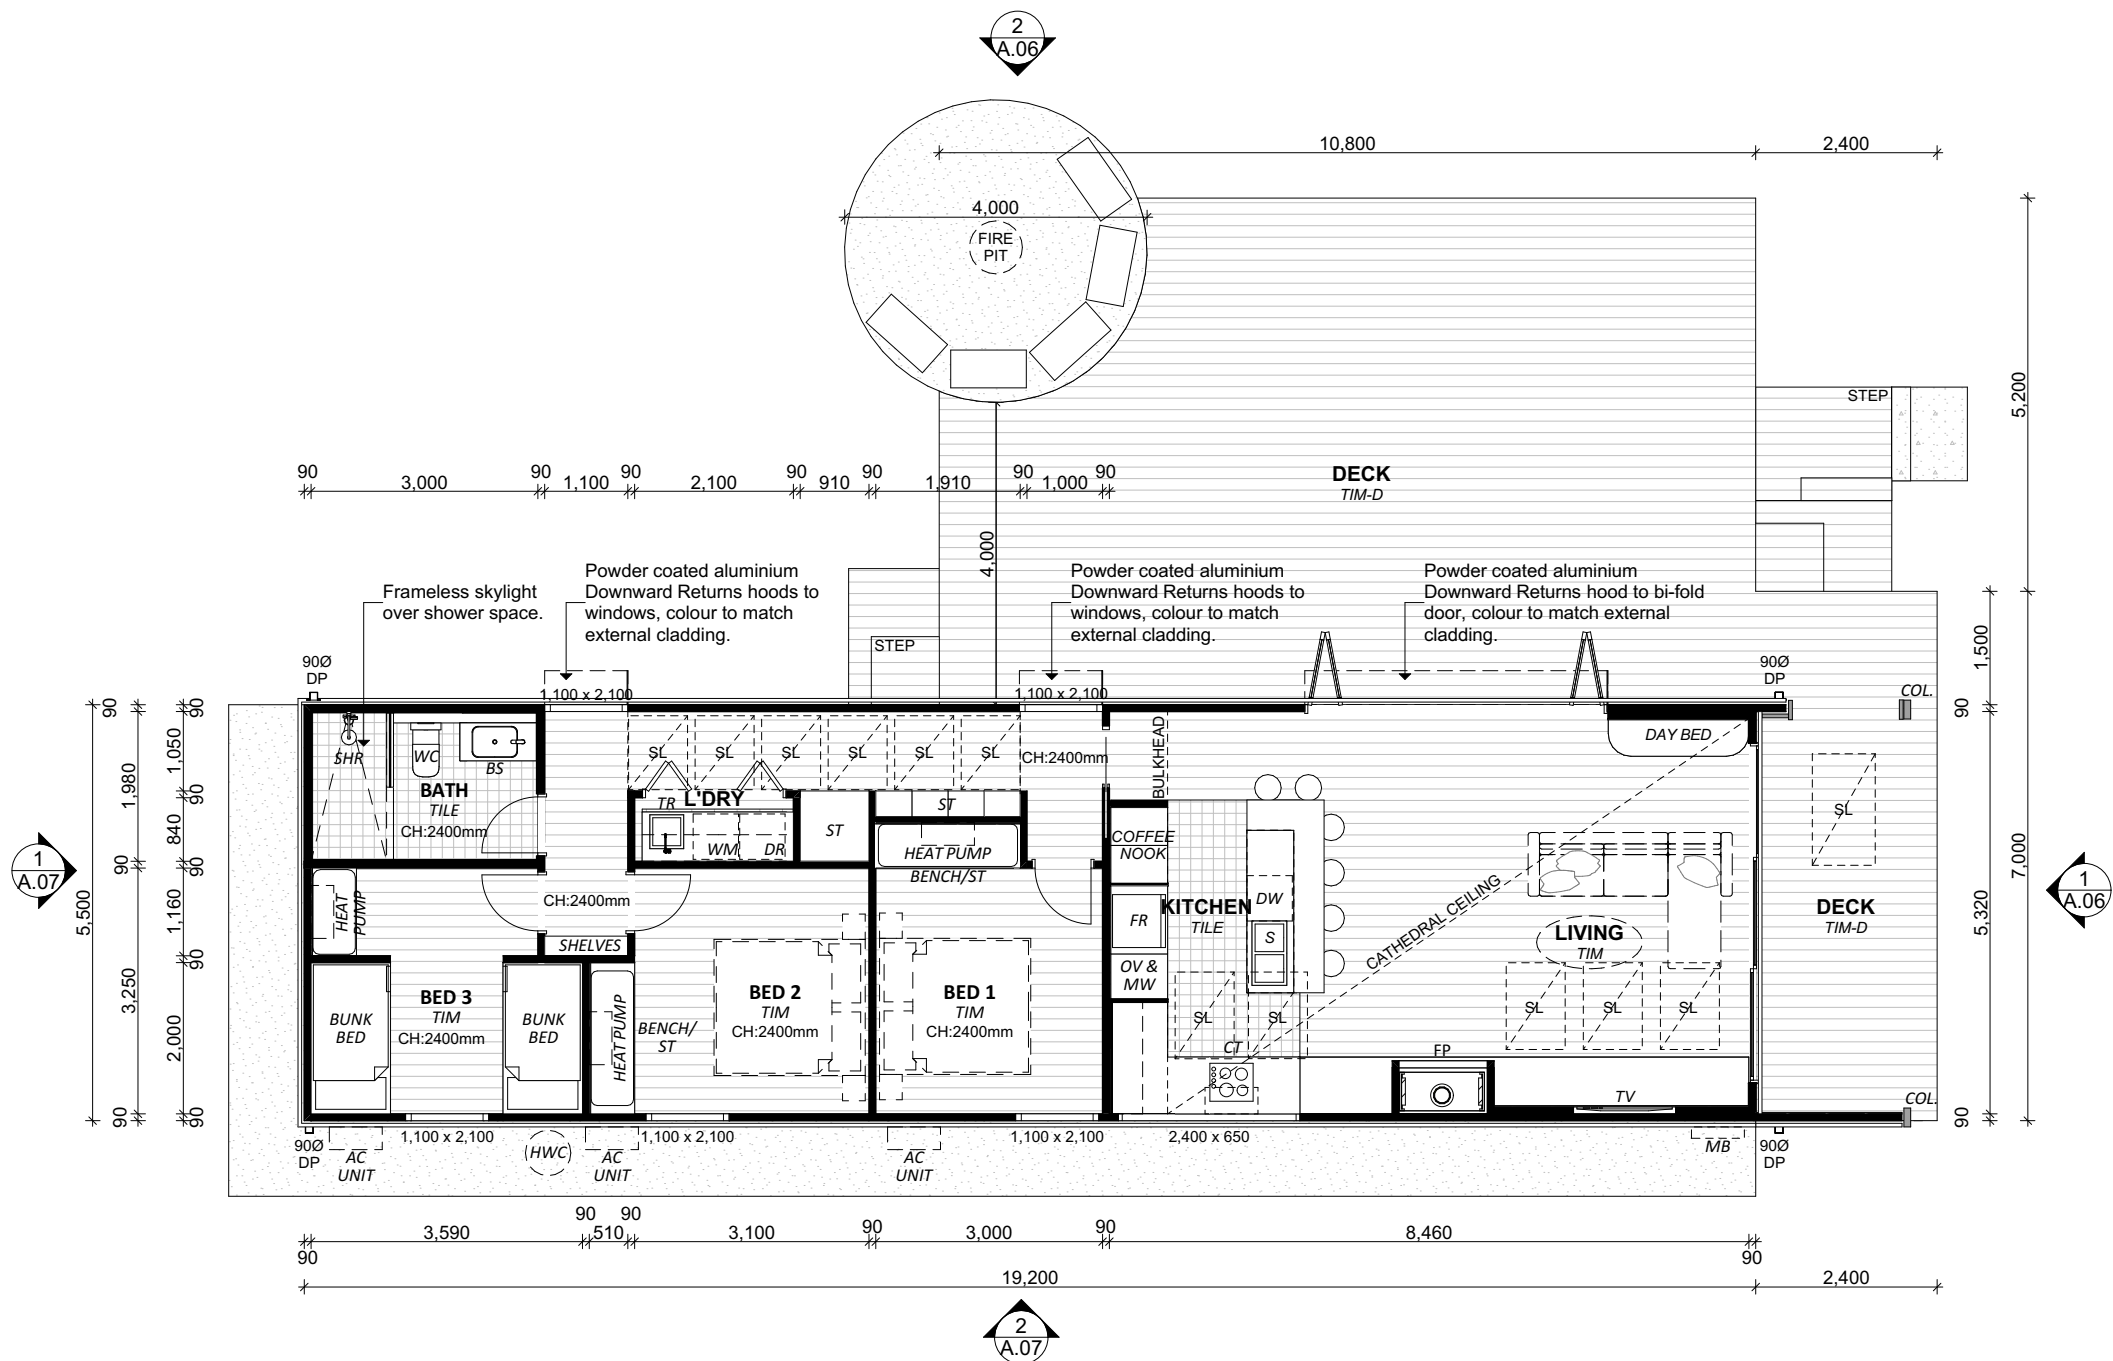 2
A.06
10,800
2,400
4,000
FIRE
PIT
STEP
5,200
90
3,000
90
1,100
90
2,100
90
910
90
1,910
90
1,000
90
DECK
TIM-D
4,000
Frameless skylight
over shower space.
Powder coated aluminium
Downward Returns hoods to
windows, colour to match
external cladding.
Powder coated aluminium
Downward Returns hoods to
windows, colour to match
external cladding.
Powder coated aluminium
Downward Returns hood to bi-fold
door, colour to match external
cladding.
STEP
1,500
90Ø
DP
1,100 x 2,100
1,100 x 2,100
90Ø
DP
COL.
90
90
90
90
SHR
WC
BS
BATH
TILE
CH:2400mm
SL
SL
SL
SL
SL
SL
CH:2400mm
BULKHEAD
DAY BED
1,050
1,980
90
840
TR
L'DRY
WM
DR
ST
ST
HEAT PUMP
BENCH/ST
COFFEE
NOOK
SL
7,000
1
A.07
5,500
90
90
1,160
HEAT
PUMP
CH:2400mm
SHELVES
FR
KITCHEN
TILE
DW
S
CATHEDRAL CEILING
LIVING
TIM
DECK
TIM-D
5,320
1
A.06
90
3,250
2,000
BUNK
BED
BED 3
TIM
CH:2400mm
BUNK
BED
HEAT PUMP
BENCH/
ST
BED 2
TIM
CH:2400mm
BED 1
TIM
CH:2400mm
OV &
MW
SL
SL
SL
SL
SL
CT
FP
TV
COL.
90
90
90
90
90Ø
DP
AC
UNIT
1,100 x 2,100
HWC
AC
UNIT
1,100 x 2,100
AC
UNIT
1,100 x 2,100
2,400 x 650
MB
90Ø
DP
90
3,590
90
510
90
3,100
90
3,000
90
8,460
90
19,200
2,400
2
A.07